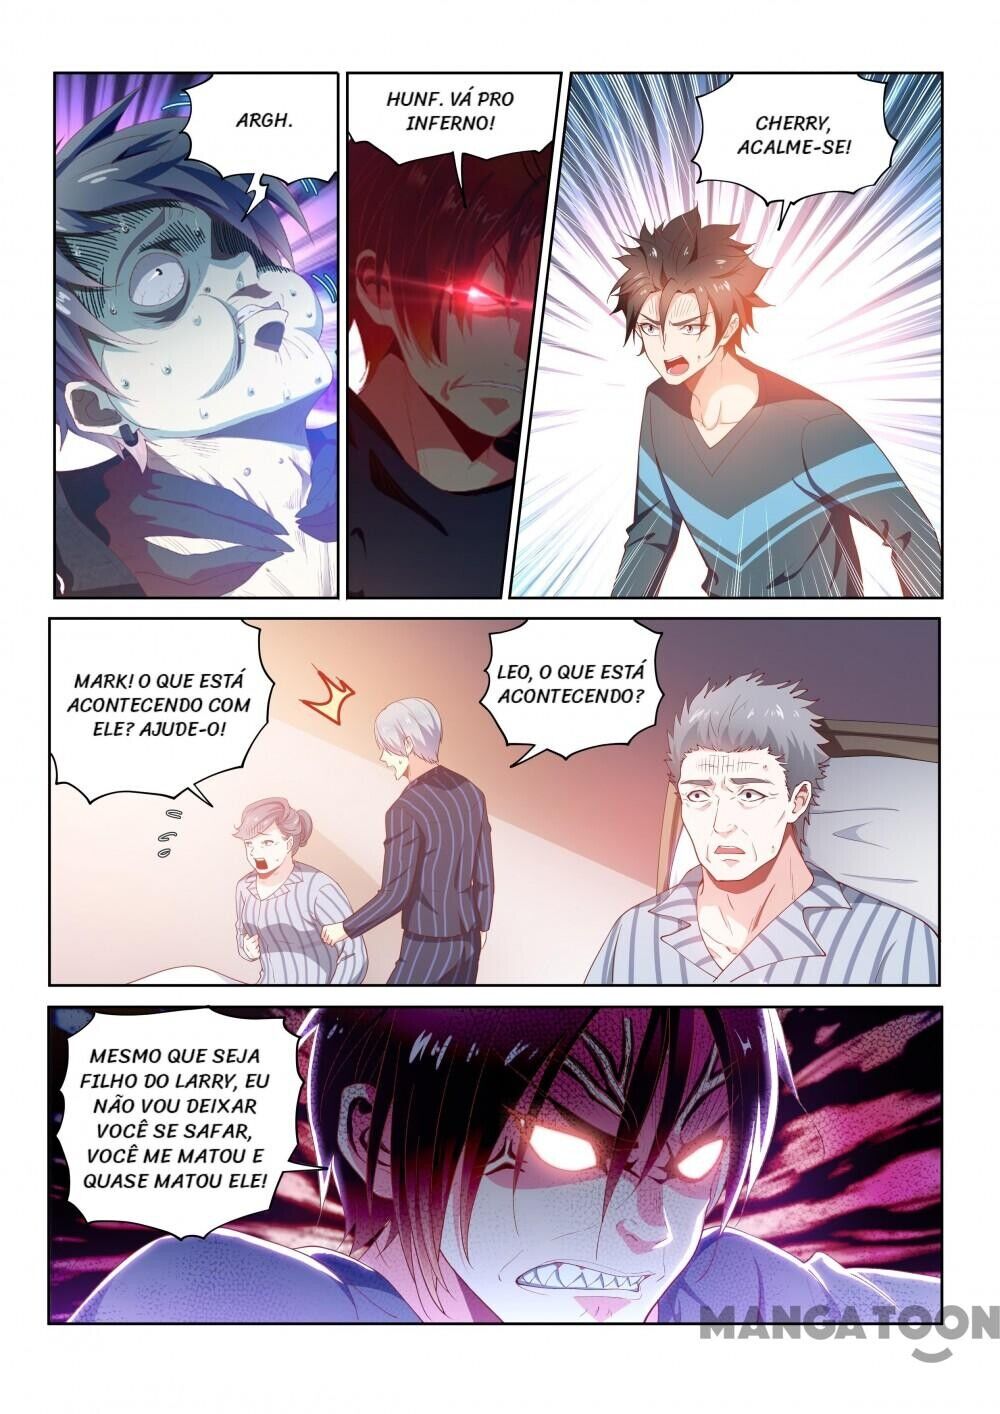 ARGH.
HUNF. VÁ PRO
INFERNO!
CHERRY,
ACALME-SE!
MARK! O QUE ESTÁ
ACONTECENDO COM
ELE? AJUDE-O!
LEO, O QUE ESTÁ
ACONTECENDO?
MESMO QUE SEJA
FILHO DO LARRY, EU
NÃO VOU DEIXAR
VOCÊ SE SAFAR,
VOCÊ ME MATOU E
QUASE MATOU ELE!
MANGATOON